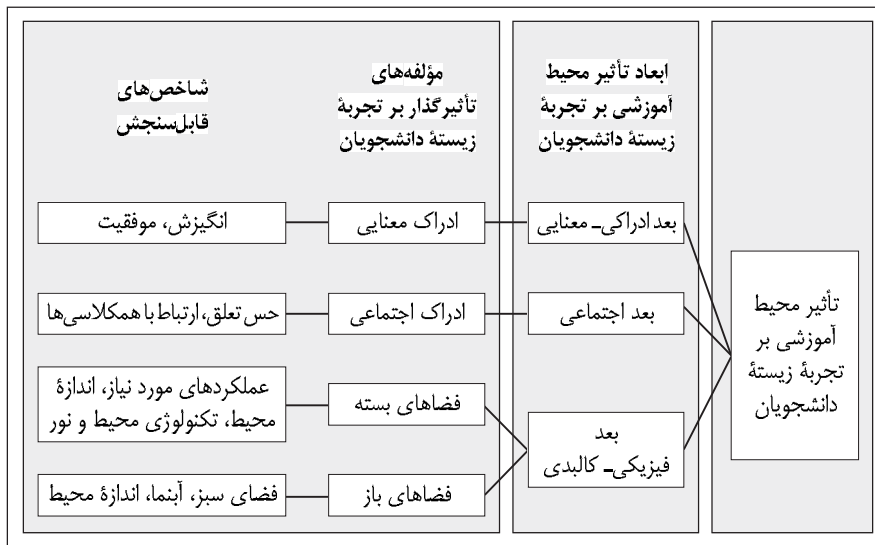 تأثیر محیط
آموزشی بر
تجربهٔ زیستهٔ
دانشجویان
ابعاد تأثیر محیط
آموزشی بر تجربهٔ
زیستهٔ دانشجویان
بعد ادراکی‌ـ معنایی
بعد اجتماعی
بعد
فیزیکی‌ـ کالبدی
مؤلفه‌های
تأثیرگذار بر تجربهٔ
زیستهٔ دانشجویان
ادراک معنایی
ادراک اجتماعی
فضاهای بسته
فضاهای باز
شاخص‌های
قابل‌سنجش
انگیزش، موفقیت
حس تعلق، ارتباط با همکلاسی‌ها
عملکردهای مورد نیاز، اندازهٔ
محیط، تکنولوژی محیط و نور
فضای سبز، آبنما، اندازهٔ محیط